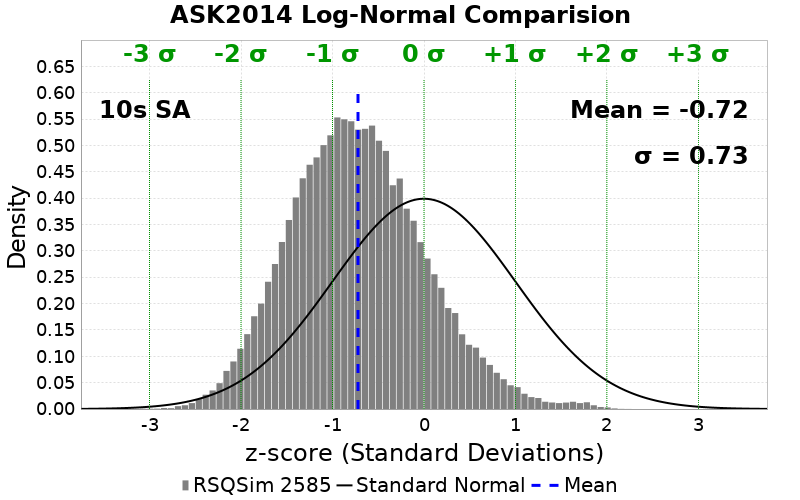 ASK2014 Log-Normal Comparision
-3 σ -2 σ -1 σ 0 σ +1 σ +2 σ +3 σ
10s SA
Mean = -0.72
σ = 0.73
Density
0.65
0.60
0.55
0.50
0.45
0.40
0.35
0.30
0.25
0.20
0.15
0.10
0.05
0.00
-3 -2 -1 0 1 2 3
z-score (Standard Deviations)
RSQSim 2585 Standard Normal Mean